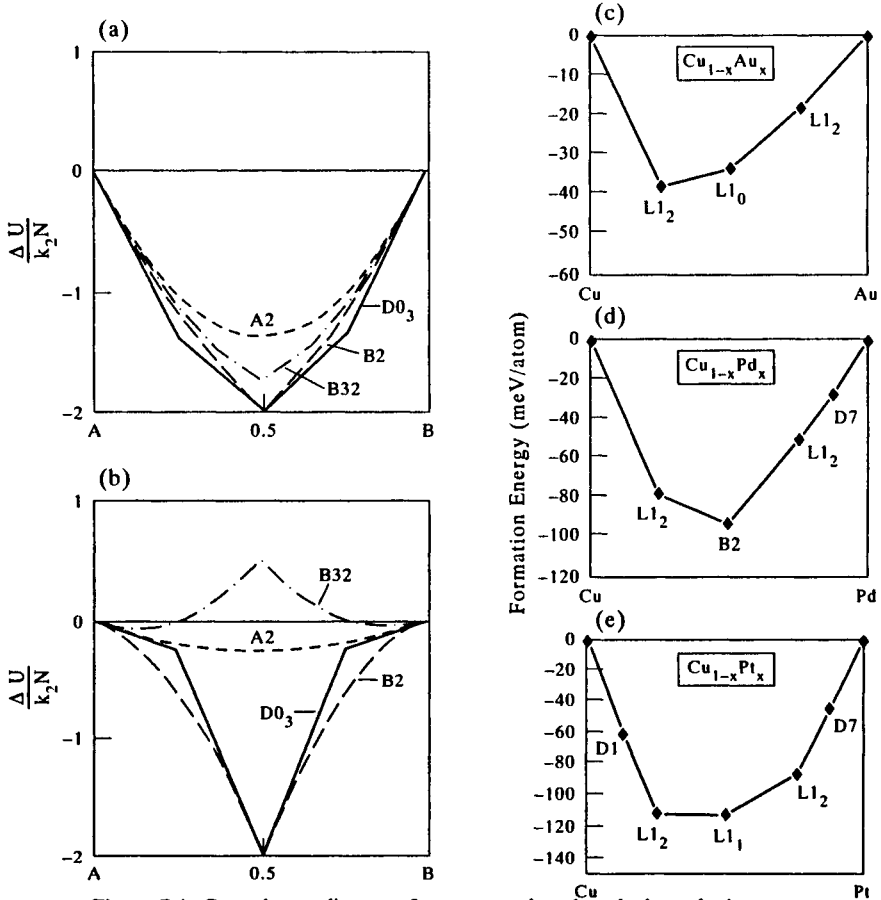 (a)
1
0
-1
-2
ΔU
k₂N
A2
D0₃
B2
B32
A
0.5
B
(b)
1
0
-1
-2
ΔU
k₂N
B32
A2
B2
D0₃
A
0.5
B
Formation Energy (meV/atom)
(c)
Cu₁₋ₓAuₓ
0
-10
-20
-30
-40
-50
-60
L1₂
L1₀
L1₂
Cu
Au
(d)
Cu₁₋ₓPdₓ
0
-20
-40
-60
-80
-100
-120
L1₂
B2
L1₂
D7
Cu
Pd
(e)
Cu₁₋ₓPtₓ
0
-20
-40
-60
-80
-100
-120
-140
D1
L1₂
L1₁
L1₂
D7
Cu
Pt